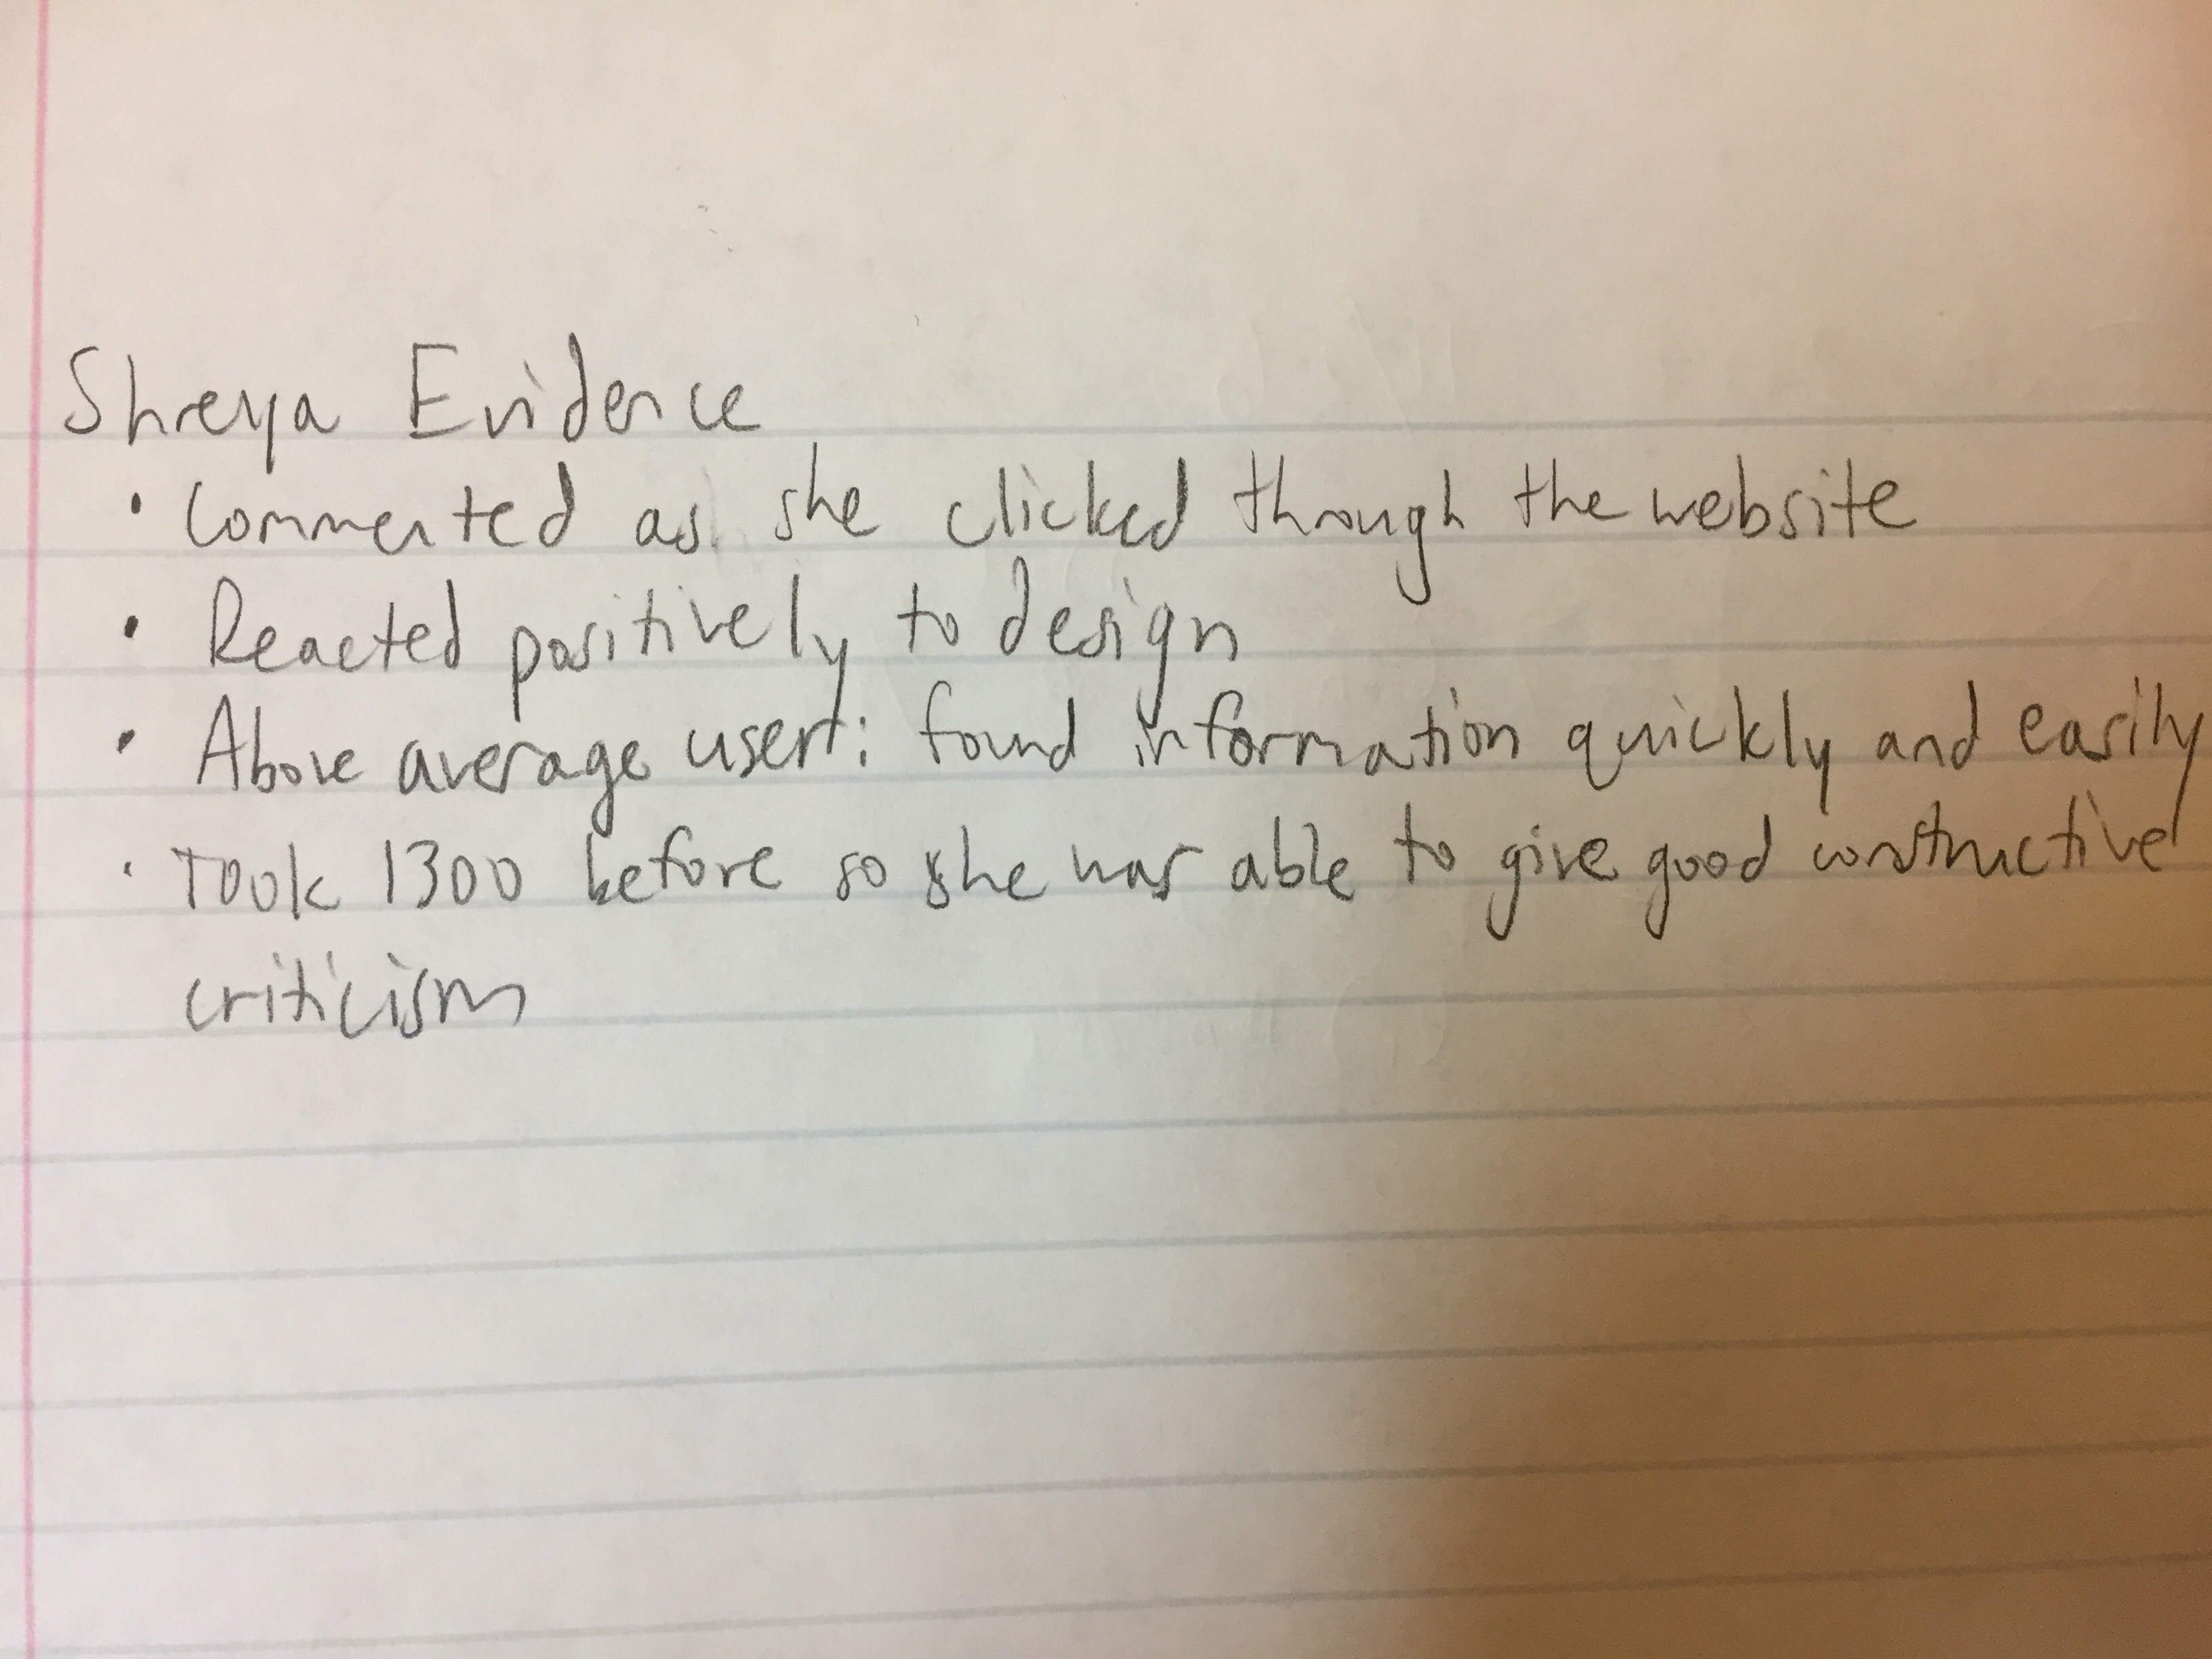 Shreya Evidence
• Commented as she clicked through the website
• Reacted positively to design
• Above average user: found information quickly and easily
• Took 1300 before so she was able to give good constructive
criticism